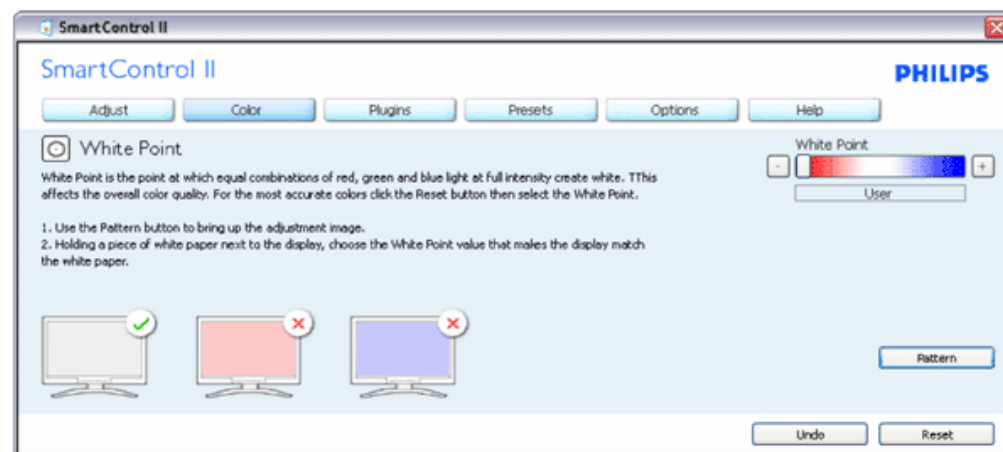 SmartControl II
SmartControl II
PHILIPS
Adjust Color Plugins Presets Options Help
White Point
White Point is the point at which equal combinations of red, green and blue light at full intensity create white. TThis
affects the overall color quality. For the most accurate colors click the Reset button then select the White Point.
1. Use the Pattern button to bring up the adjustment image.
2. Holding a piece of white paper next to the display, choose the White Point value that makes the display match
the white paper.
White Point
- +
User
Pattern
Undo Reset